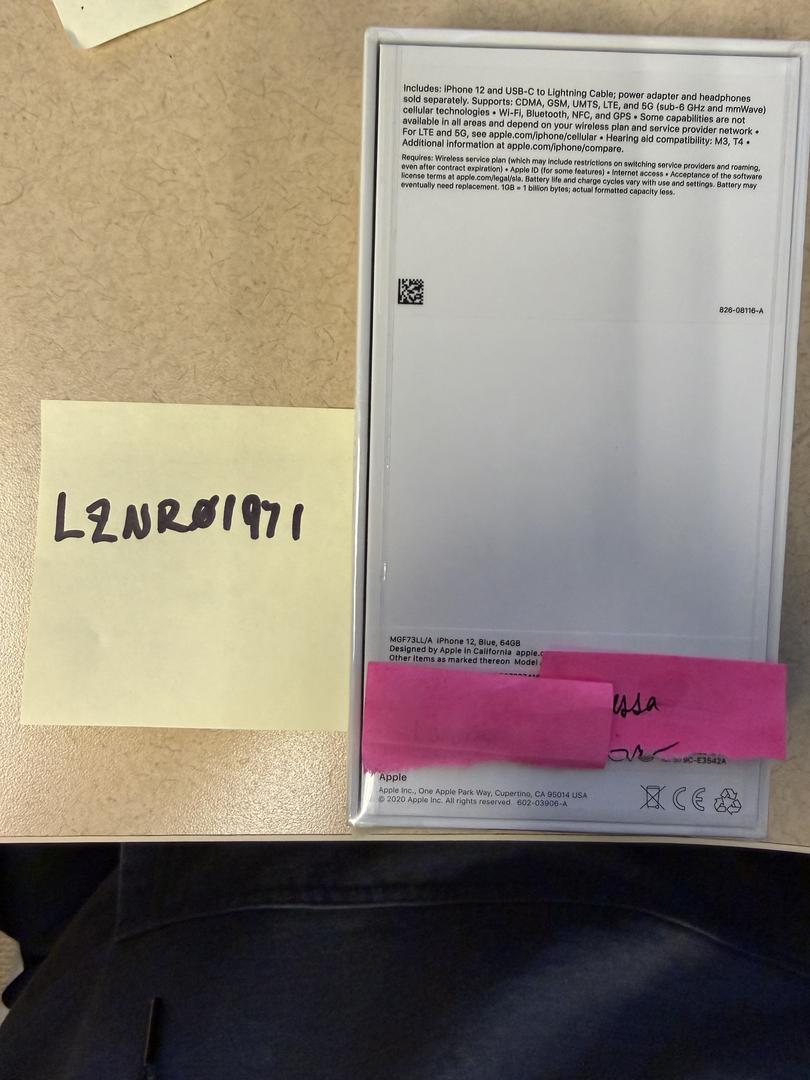 Includes: iPhone 12 and USB-C to Lightning Cable; power adapter and headphones
sold separately. Supports: CDMA, GSM, UMTS, LTE, and 5G (sub-6 GHz and mmWave)
cellular technologies • Wi-Fi, Bluetooth, NFC, and GPS • Some capabilities are not
available in all areas and depend on your wireless plan and service provider network •
For LTE and 5G, see apple.com/iphone/cellular • Hearing aid compatibility: M3, T4 •
Additional information at apple.com/iphone/compare.
Requires: Wireless service plan (which may include restrictions on switching service providers and roaming,
even after contract expiration) • Apple ID (for some features) • Internet access • Acceptance of the software
license terms at apple.com/legal/sla. Battery life and charge cycles vary with use and settings. Battery may
eventually need replacement. 1GB = 1 billion bytes; actual formatted capacity less.
826-08116-A
LZNRØ1971
MGF73LL/A iPhone 12, Blue, 64GB
Designed by Apple in California apple.c
Other items as marked thereon Model
essa
9C-E3542A
Apple
Apple Inc., One Apple Park Way, Cupertino, CA 95014 USA
© 2020 Apple Inc. All rights reserved. 602-03906-A
CE